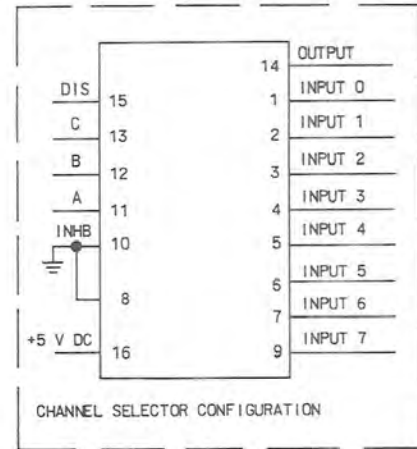 OUTPUT
14
DIS
15
1
INPUT 0
C
13
2
INPUT 1
B
12
3
INPUT 2
A
11
4
INPUT 3
INHB
10
5
INPUT 4
8
6
INPUT 5
7
INPUT 6
+5 V DC
16
9
INPUT 7
CHANNEL SELECTOR CONFIGURATION